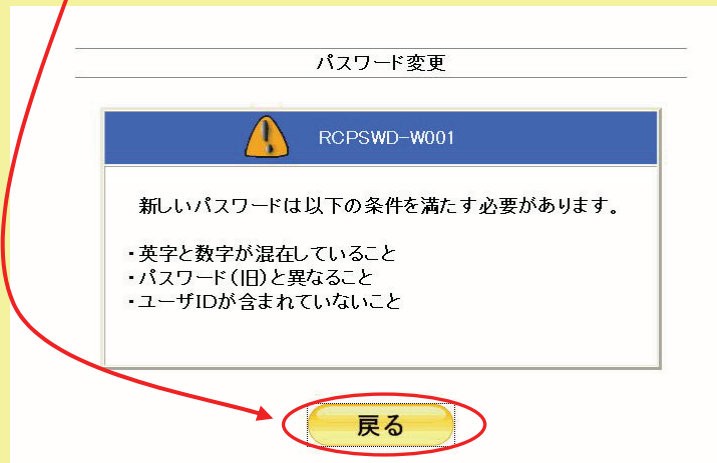 パスワード変更
RCPSWD-W001
新しいパスワードは以下の条件を満たす必要があります。
・英字と数字が混在していること
・パスワード(旧)と異なること
・ユーザIDが含まれていないこと
戻る